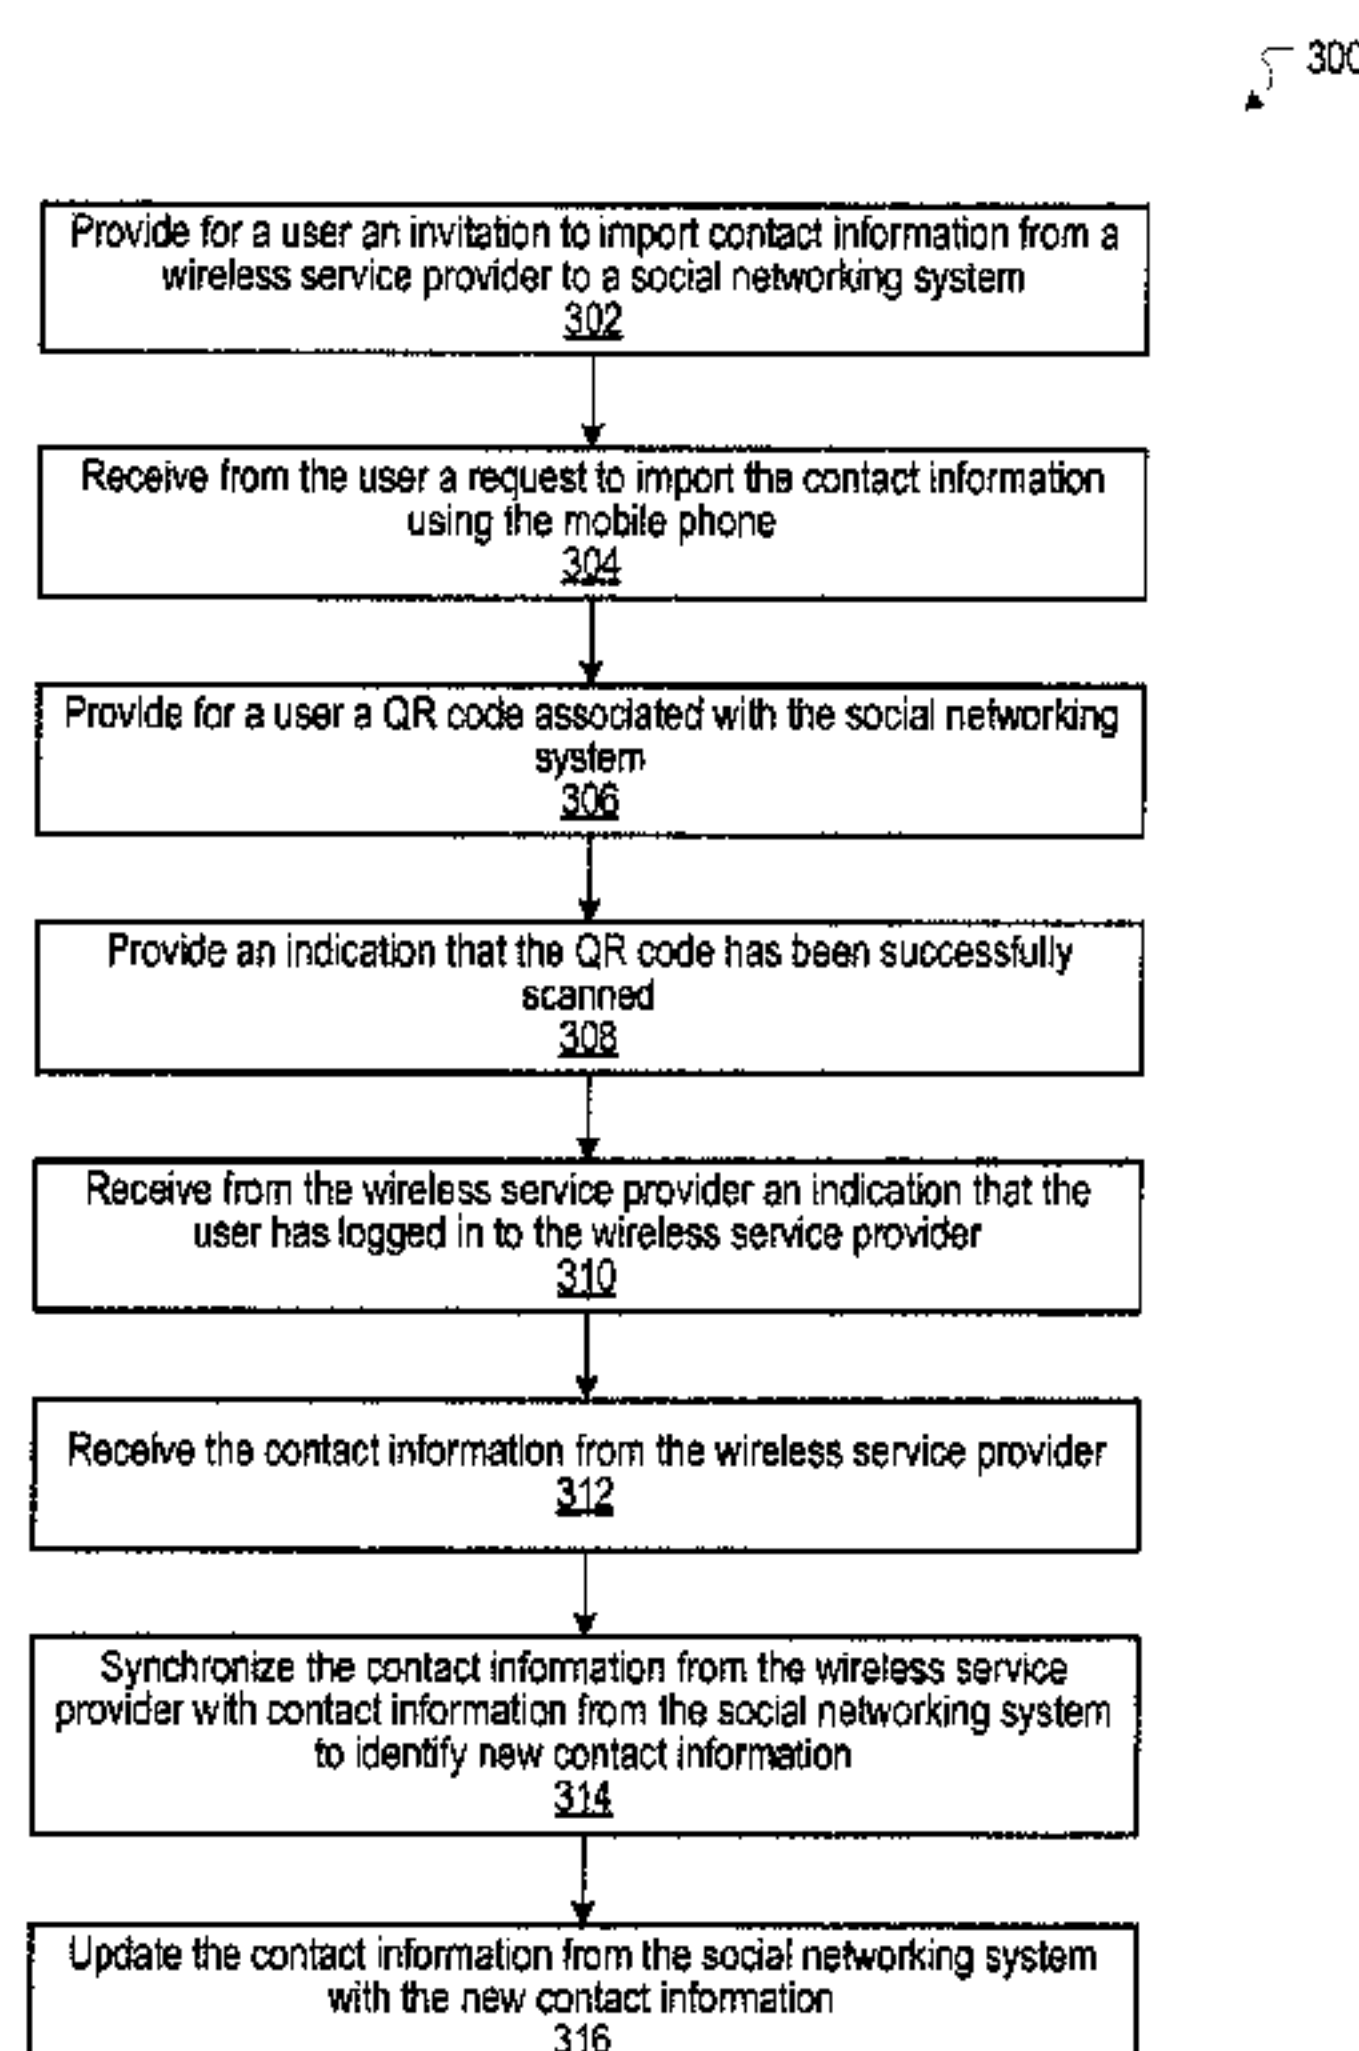 300
Provide for a user an invitation to import contact information from a
wireless service provider to a social networking system
302
Receive from the user a request to import the contact information
using the mobile phone
304
Provide for a user a QR code associated with the social networking
system
306
Provide an indication that the QR code has been successfully
scanned
308
Receive from the wireless service provider an indication that the
user has logged in to the wireless service provider
310
Receive the contact information from the wireless service provider
312
Synchronize the contact information from the wireless service
provider with contact information from the social networking system
to identify new contact information
314
Update the contact information from the social networking system
with the new contact information
316